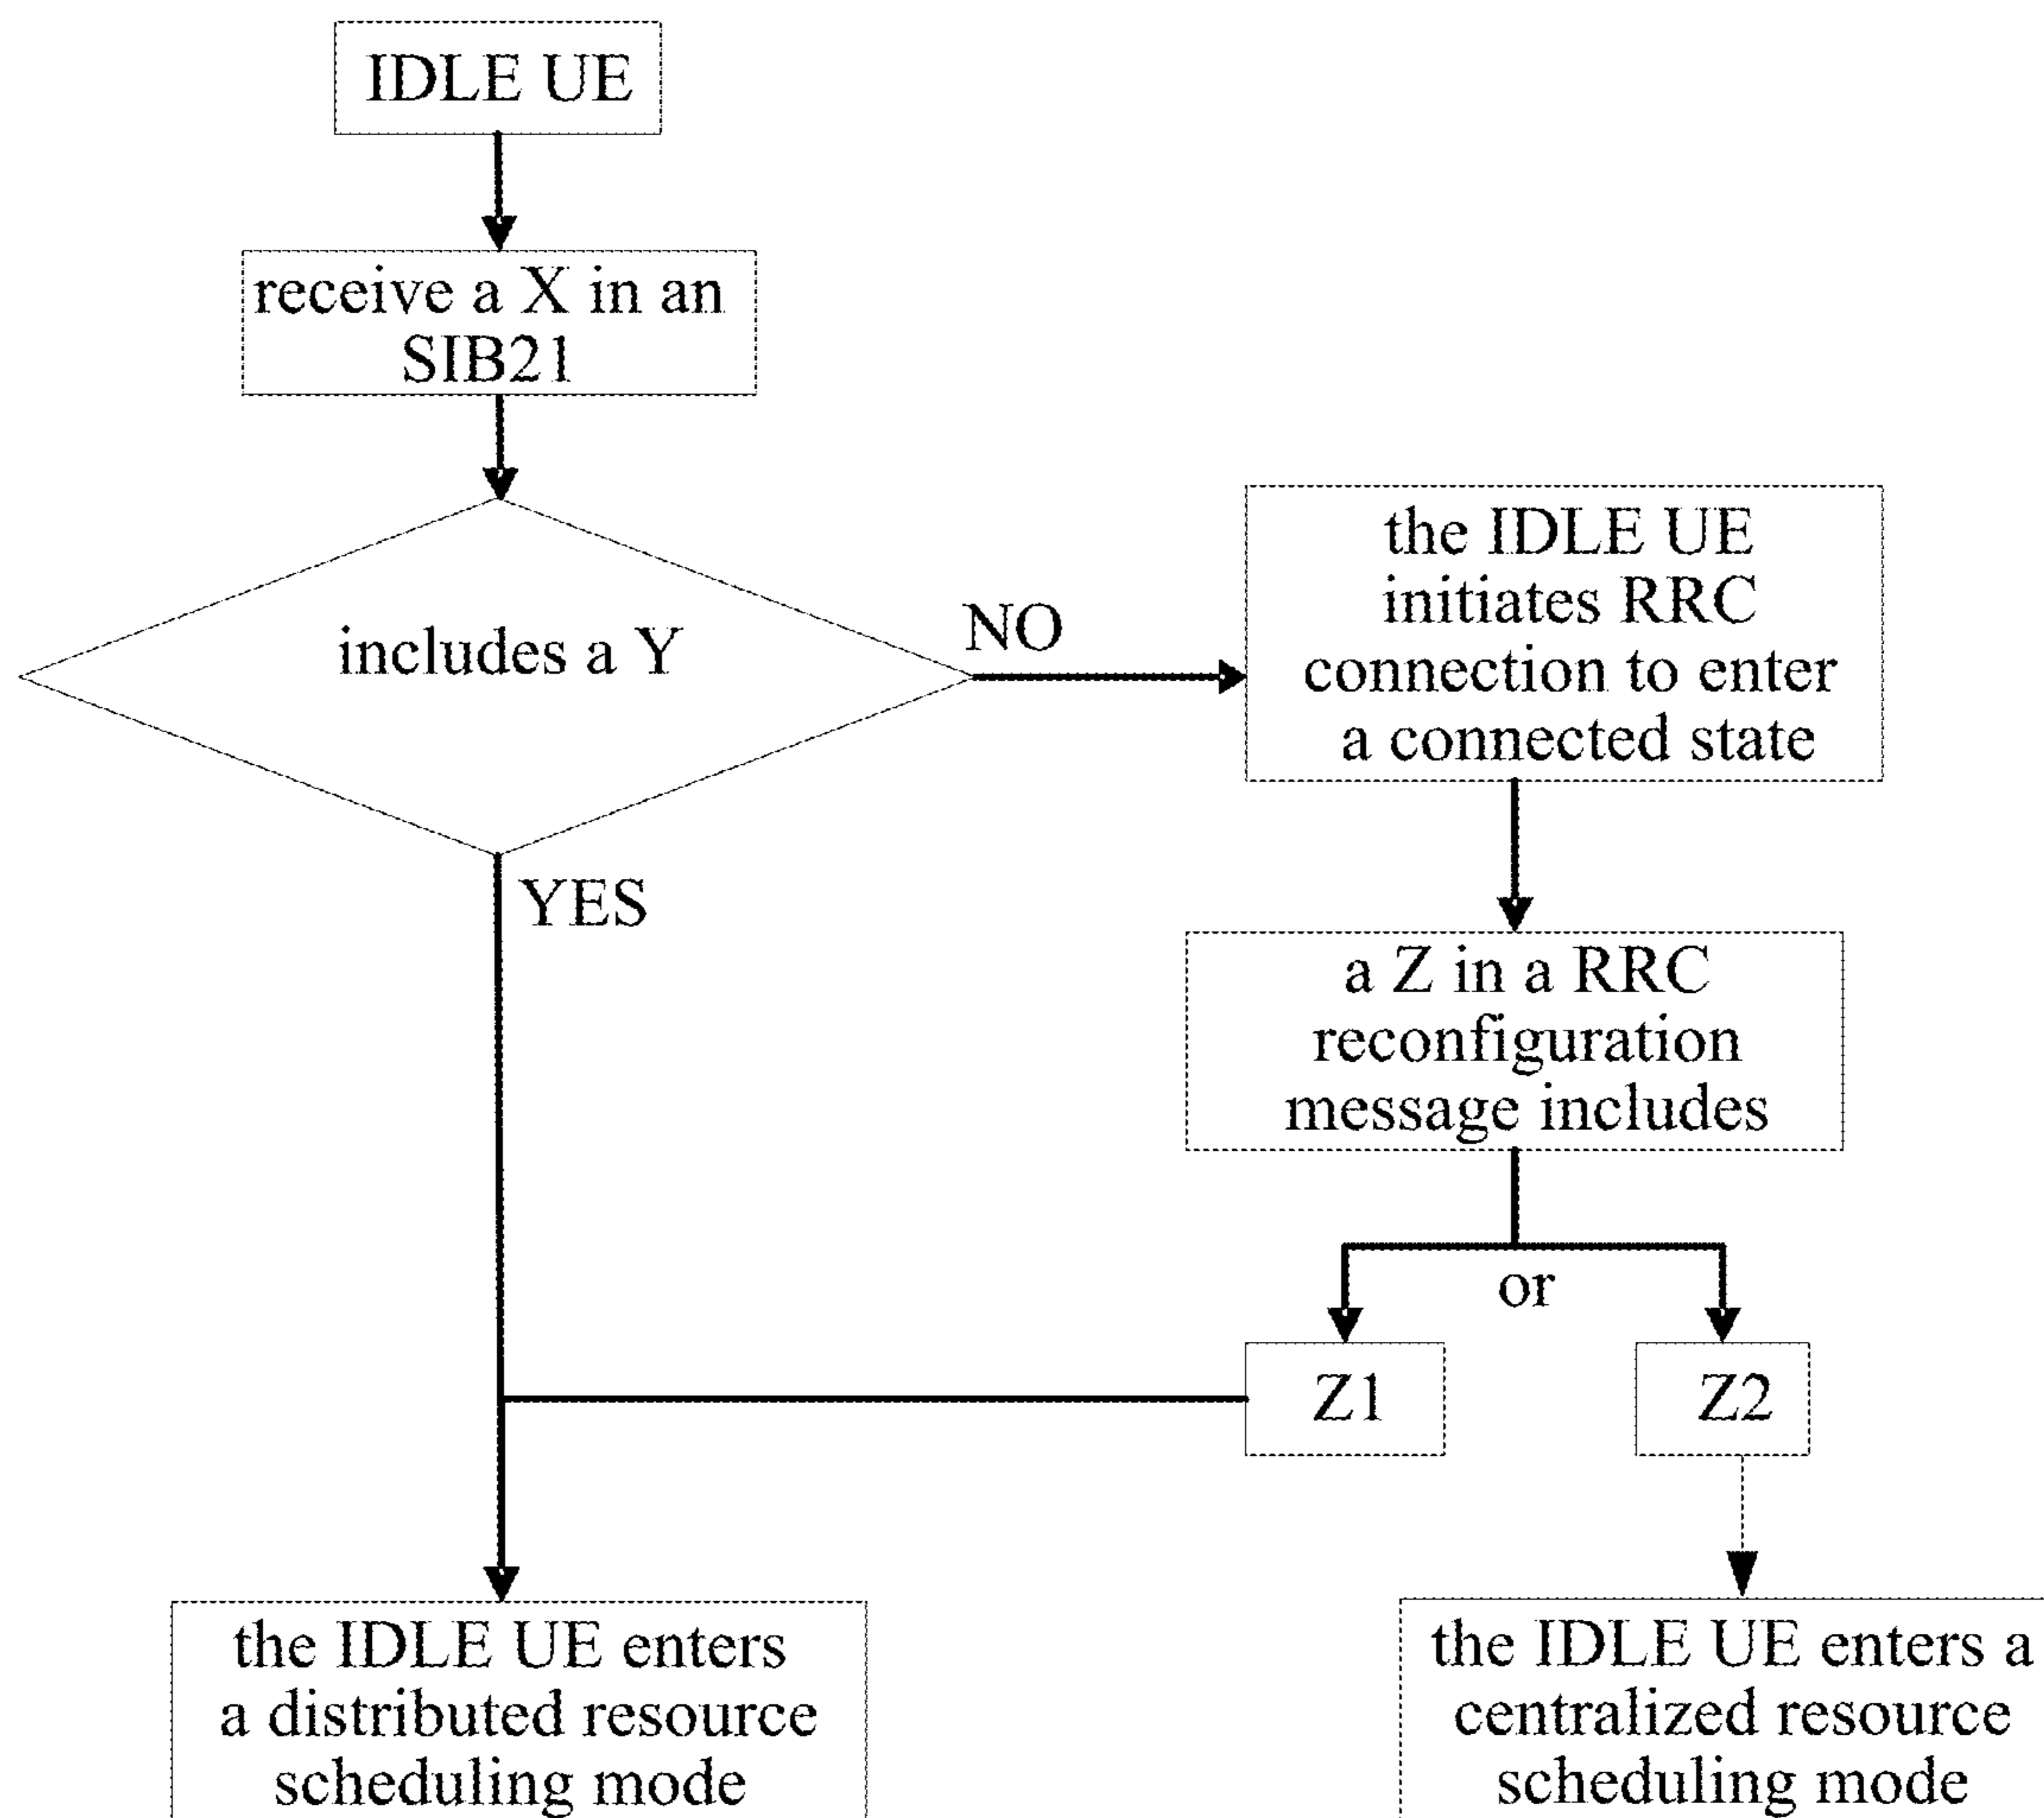 IDLE UE
receive a X in an
SIB21
includes a Y
NO
the IDLE UE
initiates RRC
connection to enter
a connected state
YES
a Z in a RRC
reconfiguration
message includes
or
Z1
Z2
the IDLE UE enters
a distributed resource
scheduling mode
the IDLE UE enters a
centralized resource
scheduling mode